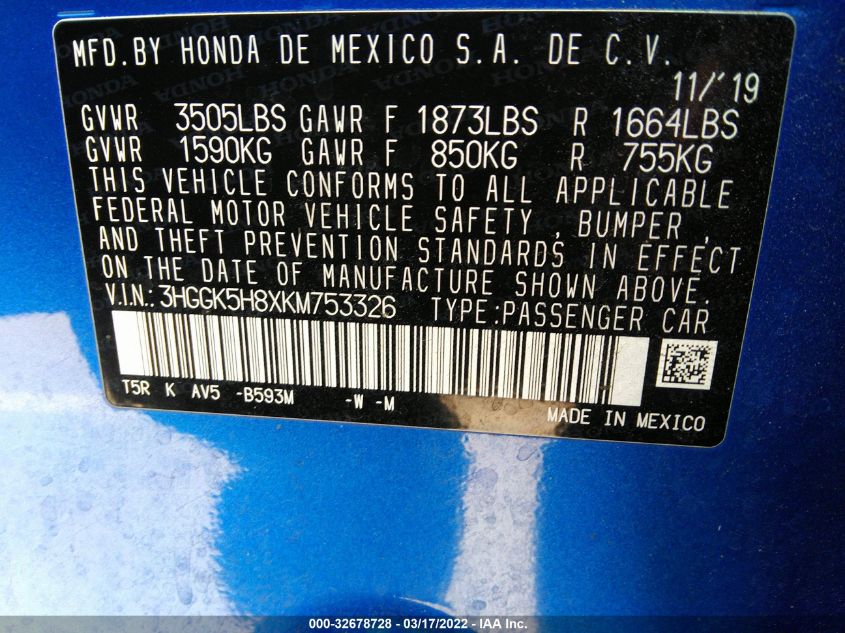 MFD.BY HONDA DE MEXICO S.A. DE C.V.
11/'19
GVWR 3505LBS GAWR F 1873LBS R 1664LBS
GVWR 1590KG GAWR F 850KG R 755KG
THIS VEHICLE CONFORMS TO ALL APPLICABLE
FEDERAL MOTOR VEHICLE SAFETY , BUMPER ,
AND THEFT PREVENTION STANDARDS IN EFFECT
ON THE DATE OF MANUFACTURE SHOWN ABOVE.
V.I.N.: 3HGGK5H8XKM753326 TYPE:PASSENGER CAR
T5R K AV5 -B593M -W -M
MADE IN MEXICO
000-32678728 - 03/17/2022 - IAA Inc.